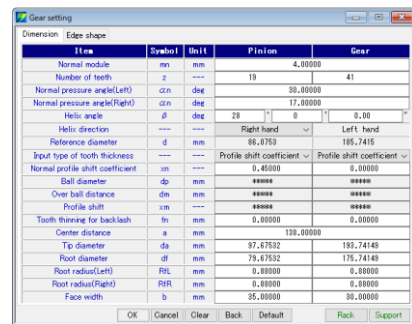 Gear setting
Dimension Edge shape
Item Symbol Unit Pinion Gear
Normal module mn mm 4.00000
Number of teeth z --- 19 41
Normal pressure angle(Left) αn deg 38.00000
Normal pressure angle(Right) αn deg 17.00000
Helix angle β deg 28 ° 0 ' 0.00 "
Helix direction --- --- Right hand Left hand
Reference diameter d mm 86.0753 185.7415
Input type of tooth thickness --- --- Profile shift coefficient Profile shift coefficient
Normal profile shift coefficient xn --- 0.45000 0.00000
Ball diameter dp mm ***** *****
Over ball distance dm mm ***** *****
Profile shift xm --- ***** *****
Tooth thinning for backlash fn mm 0.00000 0.00000
Center distance a mm 138.00000
Tip diameter da mm 97.67532 193.74149
Root diameter df mm 79.67532 175.74149
Root radius(Left) RfL mm 0.88000 0.88000
Root radius(Right) RfR mm 0.88000 0.88000
Face width b mm 35.00000 30.00000
OK Cancel Clear Back Default Rack Support